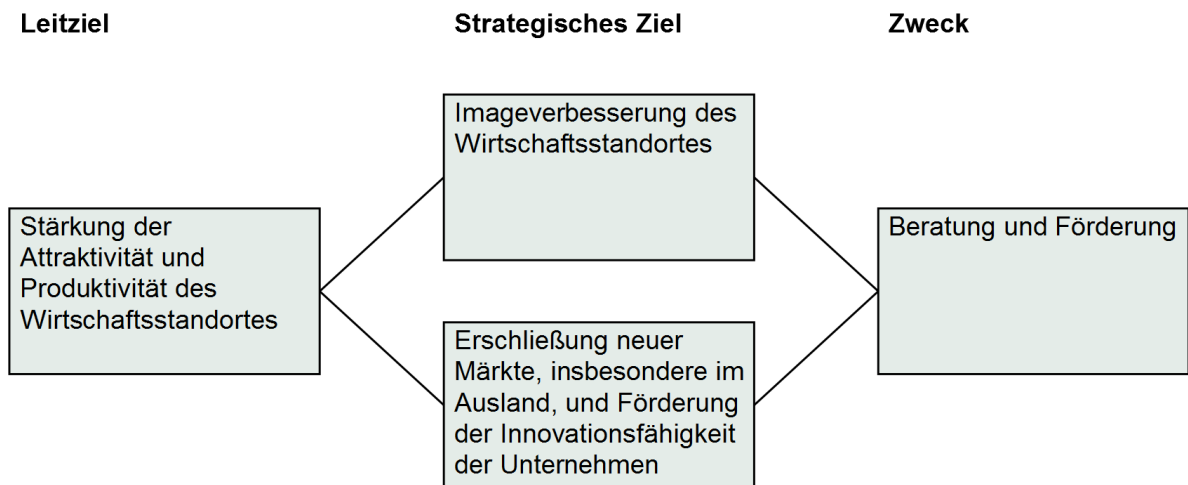 Leitziel
Strategisches Ziel
Zweck
Stärkung der
Attraktivität und
Produktivität des
Wirtschaftsstandortes
Imageverbesserung des
Wirtschaftsstandortes
Erschließung neuer
Märkte, insbesondere im
Ausland, und Förderung
der Innovationsfähigkeit
der Unternehmen
Beratung und Förderung